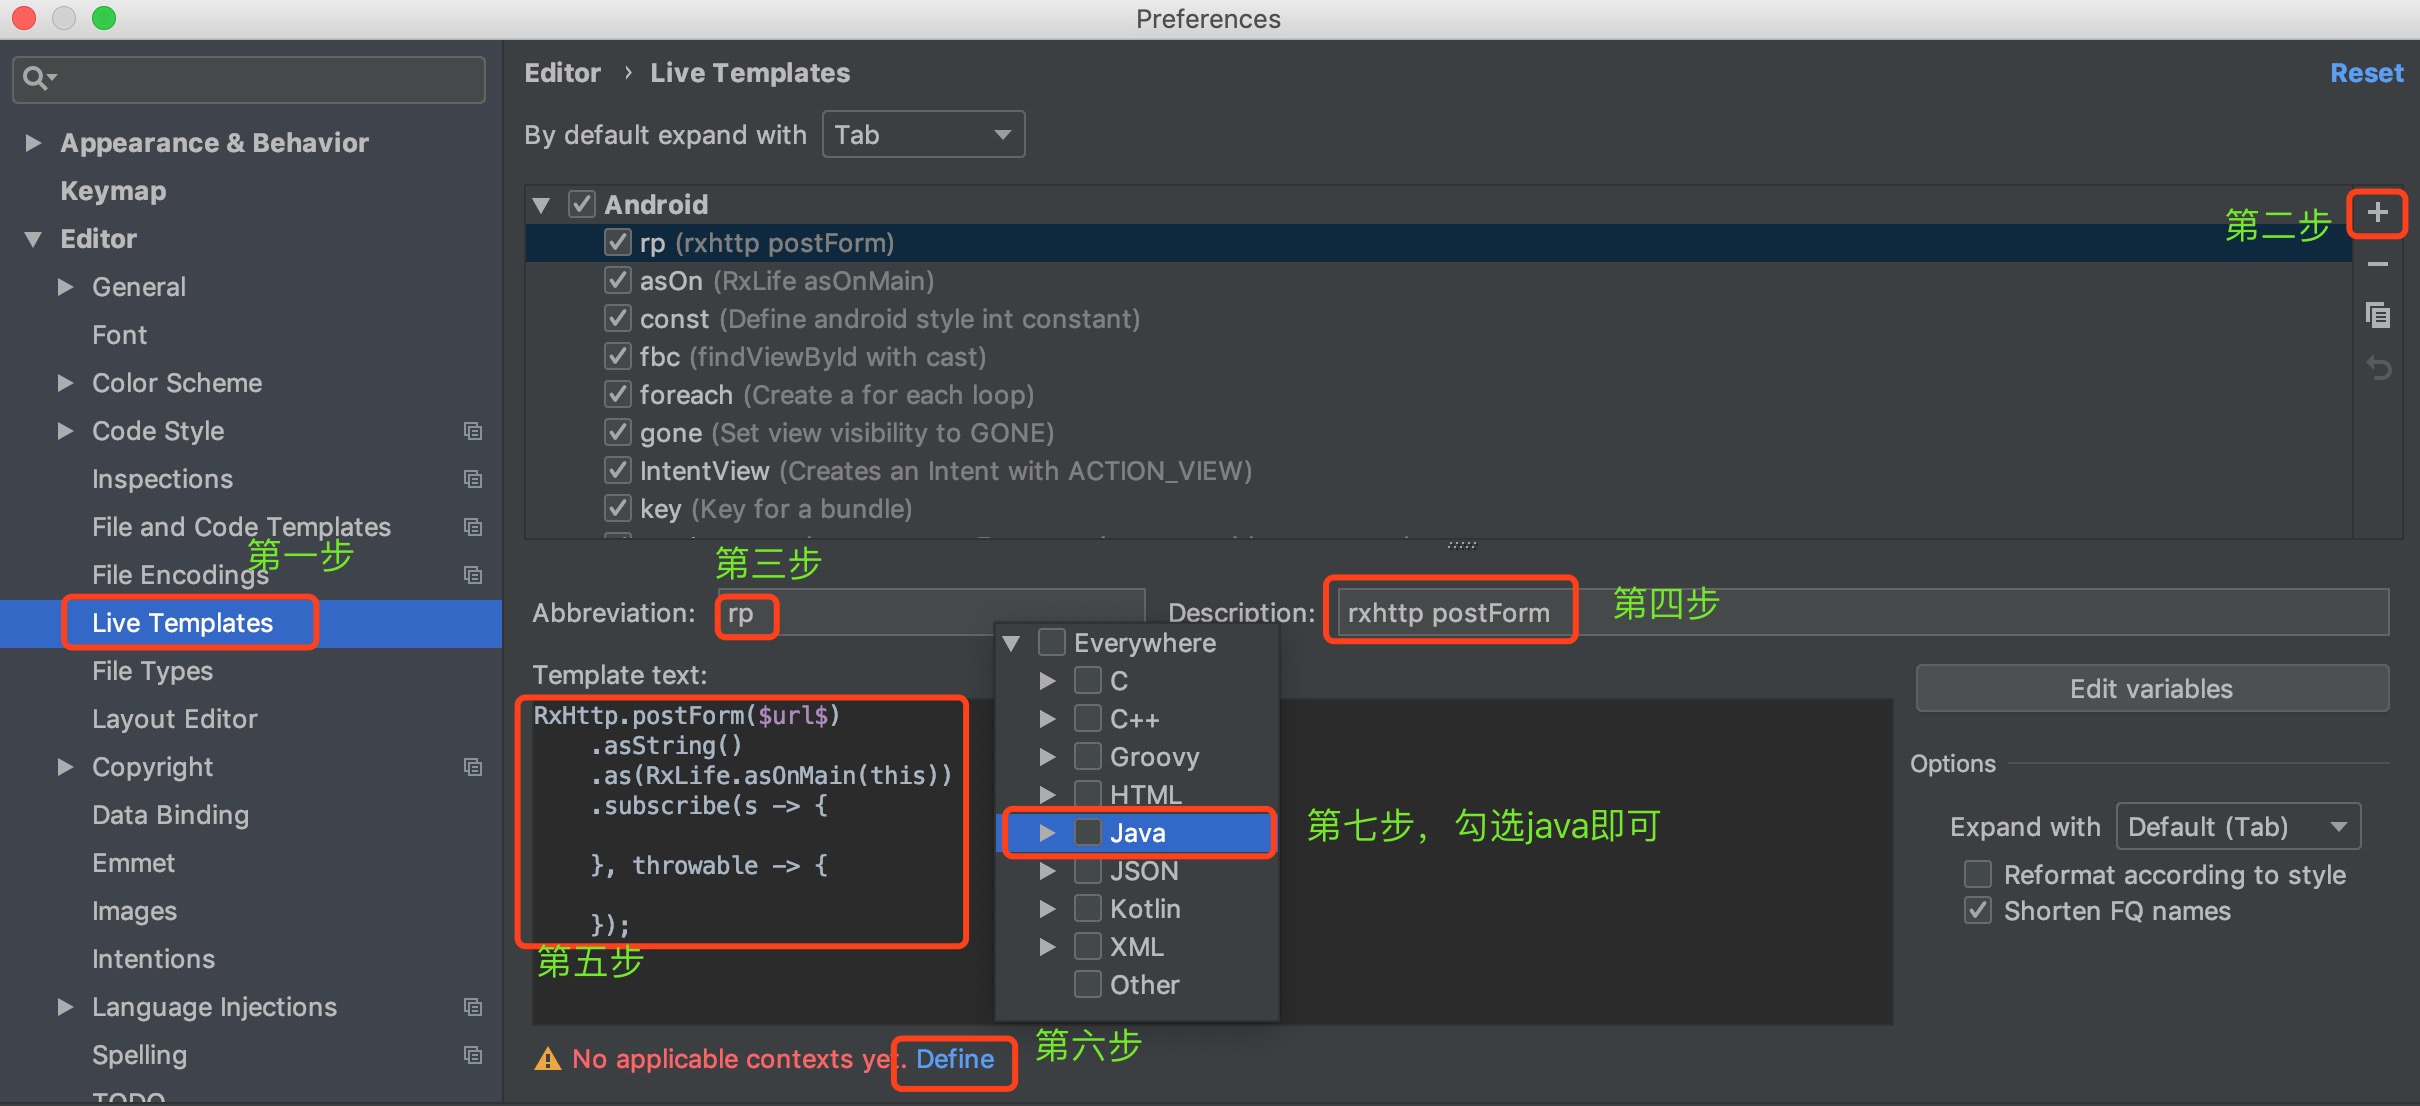 Preferences
Appearance & Behavior
Keymap
Editor
General
Font
Color Scheme
Code Style
Inspections
File and Code Templates
第一步
File Encodings
Live Templates
File Types
Layout Editor
Copyright
Data Binding
Emmet
Images
Intentions
Language Injections
Spelling
TODO
Editor › Live Templates
Reset
By default expand with Tab
Android
第二步
rp (rxhttp postForm)
asOn (RxLife asOnMain)
const (Define android style int constant)
fbc (findViewById with cast)
foreach (Create a for each loop)
gone (Set view visibility to GONE)
IntentView (Creates an Intent with ACTION_VIEW)
key (Key for a bundle)
第三步
Abbreviation: rp
Description: rxhttp postForm
第四步
Template text:
RxHttp.postForm($url$)
.asString()
.as(RxLife.asOnMain(this))
.subscribe(s -> {
}, throwable -> {
});
第五步
Everywhere
C
C++
Groovy
HTML
Java
JSON
Kotlin
XML
Other
第七步，勾选java即可
Edit variables
Options
Expand with Default (Tab)
Reformat according to style
Shorten FQ names
No applicable contexts yet. Define
第六步